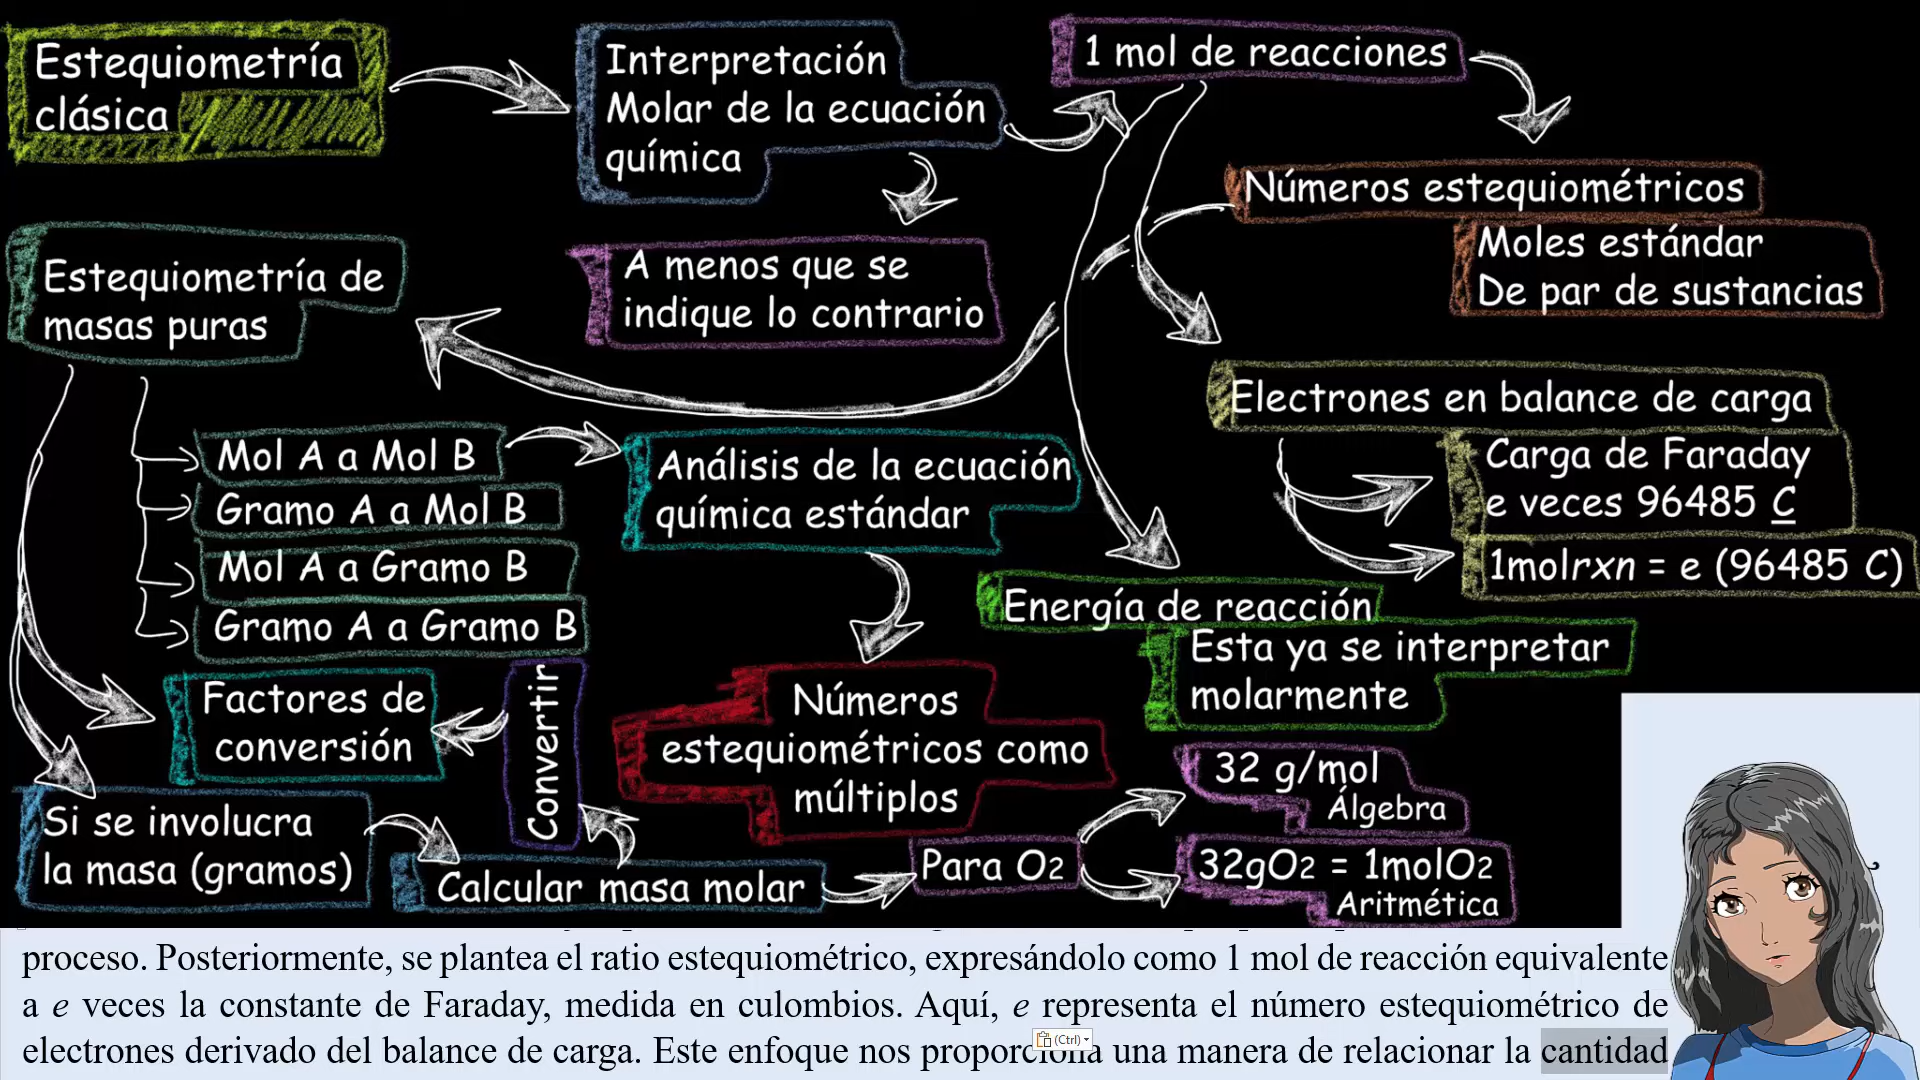 Estequiometría
clásica
Interpretación
Molar de la ecuación
química
1 mol de reacciones
Números estequiométricos
Moles estándar
De par de sustancias
A menos que se
indique lo contrario
Estequiometría de
masas puras
Electrones en balance de carga
Carga de Faraday
e veces 96485 C
1molrxn = e (96485 C)
Mol A a Mol B
Gramo A a Mol B
Mol A a Gramo B
Gramo A a Gramo B
Análisis de la ecuación
química estándar
Energía de reacción
Esta ya se interpretar
molarmente
Factores de
conversión
Convertir
Números
estequiométricos como
múltiplos
Si se involucra
la masa (gramos)
Calcular masa molar
Para O2
32 g/mol
Álgebra
32gO2 = 1molO2
Aritmética
proceso. Posteriormente, se plantea el ratio estequiométrico, expresándolo como 1 mol de reacción equivalente
a e veces la constante de Faraday, medida en culombios. Aquí, e representa el número estequiométrico de
electrones derivado del balance de carga. Este enfoque nos proporciona una manera de relacionar la cantidad
(Ctrl)